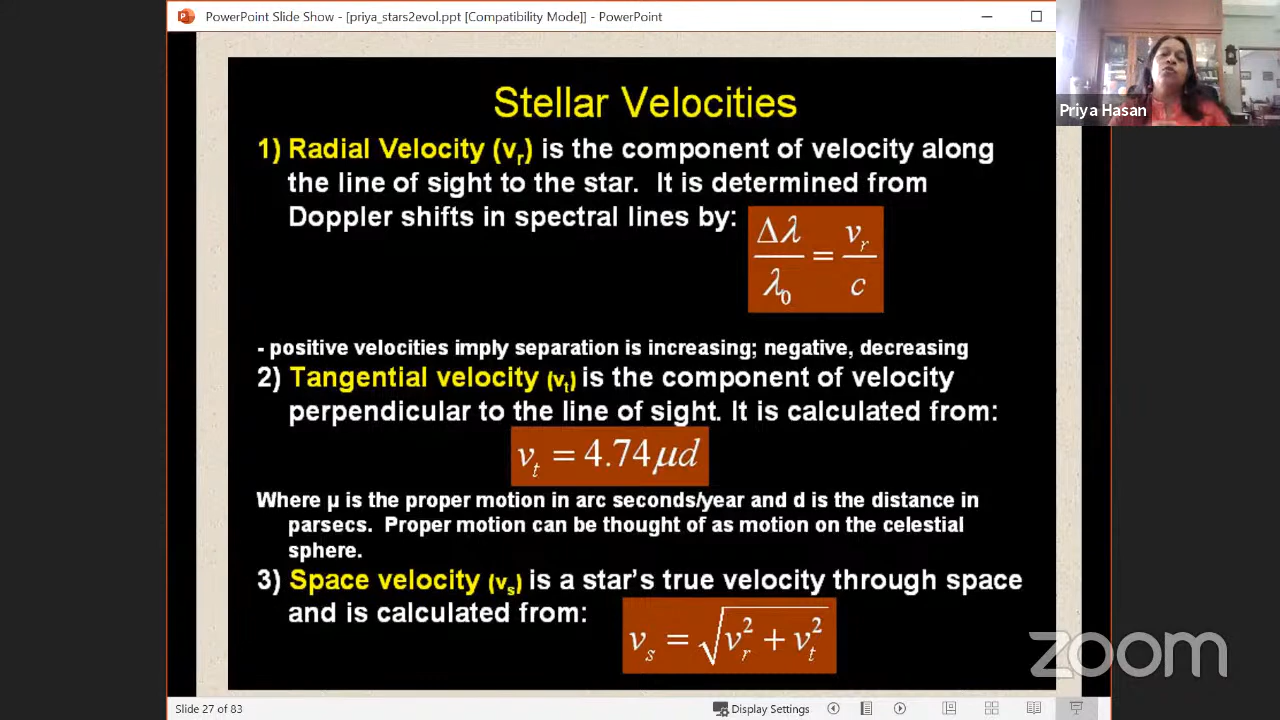 PowerPoint Slide Show - [priya_stars2evol.ppt [Compatibility Mode]] - PowerPoint
Priya Hasan
Stellar Velocities
1) Radial Velocity (vr) is the component of velocity along
the line of sight to the star. It is determined from
Doppler shifts in spectral lines by:
Δλ/λ0 = vr/c
- positive velocities imply separation is increasing; negative, decreasing
2) Tangential velocity (vt) is the component of velocity
perpendicular to the line of sight. It is calculated from:
vt = 4.74μd
Where μ is the proper motion in arc seconds/year and d is the distance in
parsecs. Proper motion can be thought of as motion on the celestial
sphere.
3) Space velocity (vs) is a star's true velocity through space
and is calculated from:
vs = √(vr² + vt²)
zoom
Slide 27 of 83
Display Settings